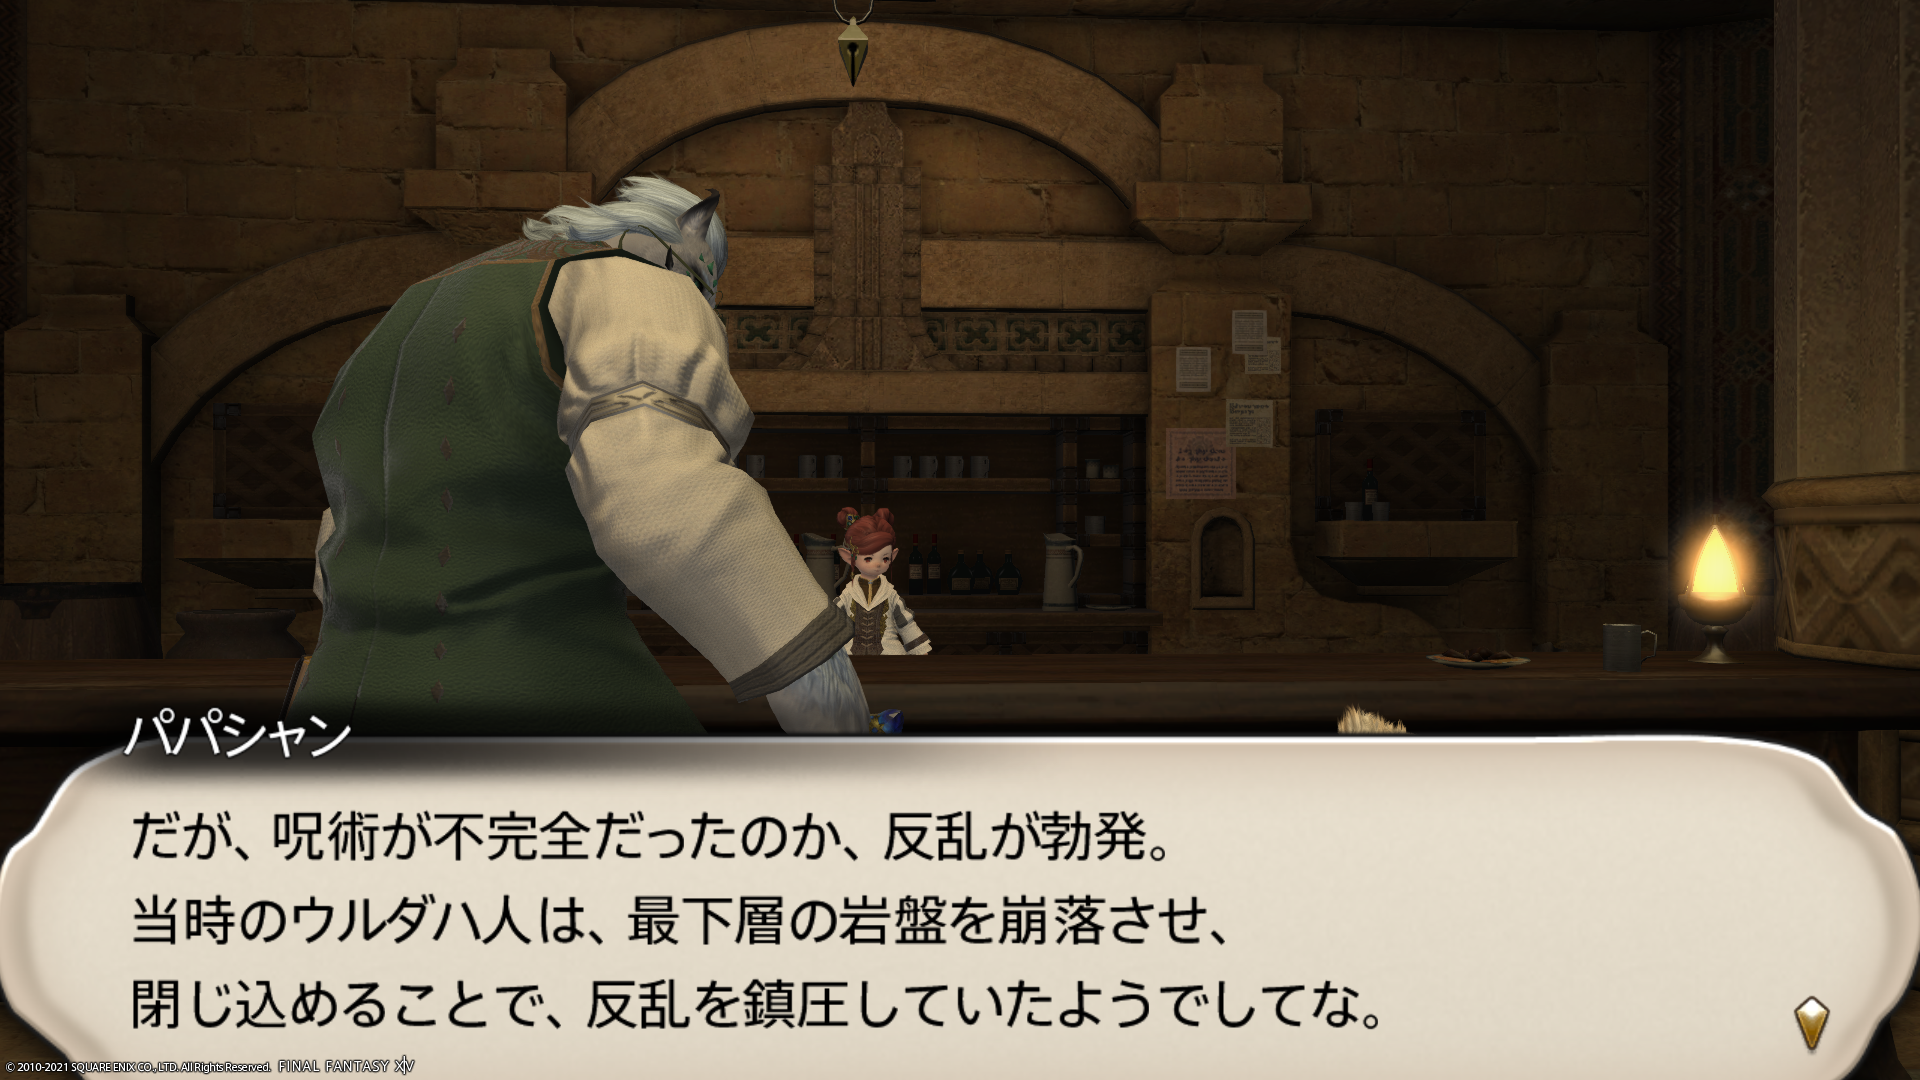 パパシャン
だが、呪術が不完全だったのか、反乱が勃発。
当時のウルダハ人は、最下層の岩盤を崩落させ、
閉じ込めることで、反乱を鎮圧していたようでしてな。
© 2010-2021 SQUARE ENIX CO., LTD. All Rights Reserved. FINAL FANTASY XIV